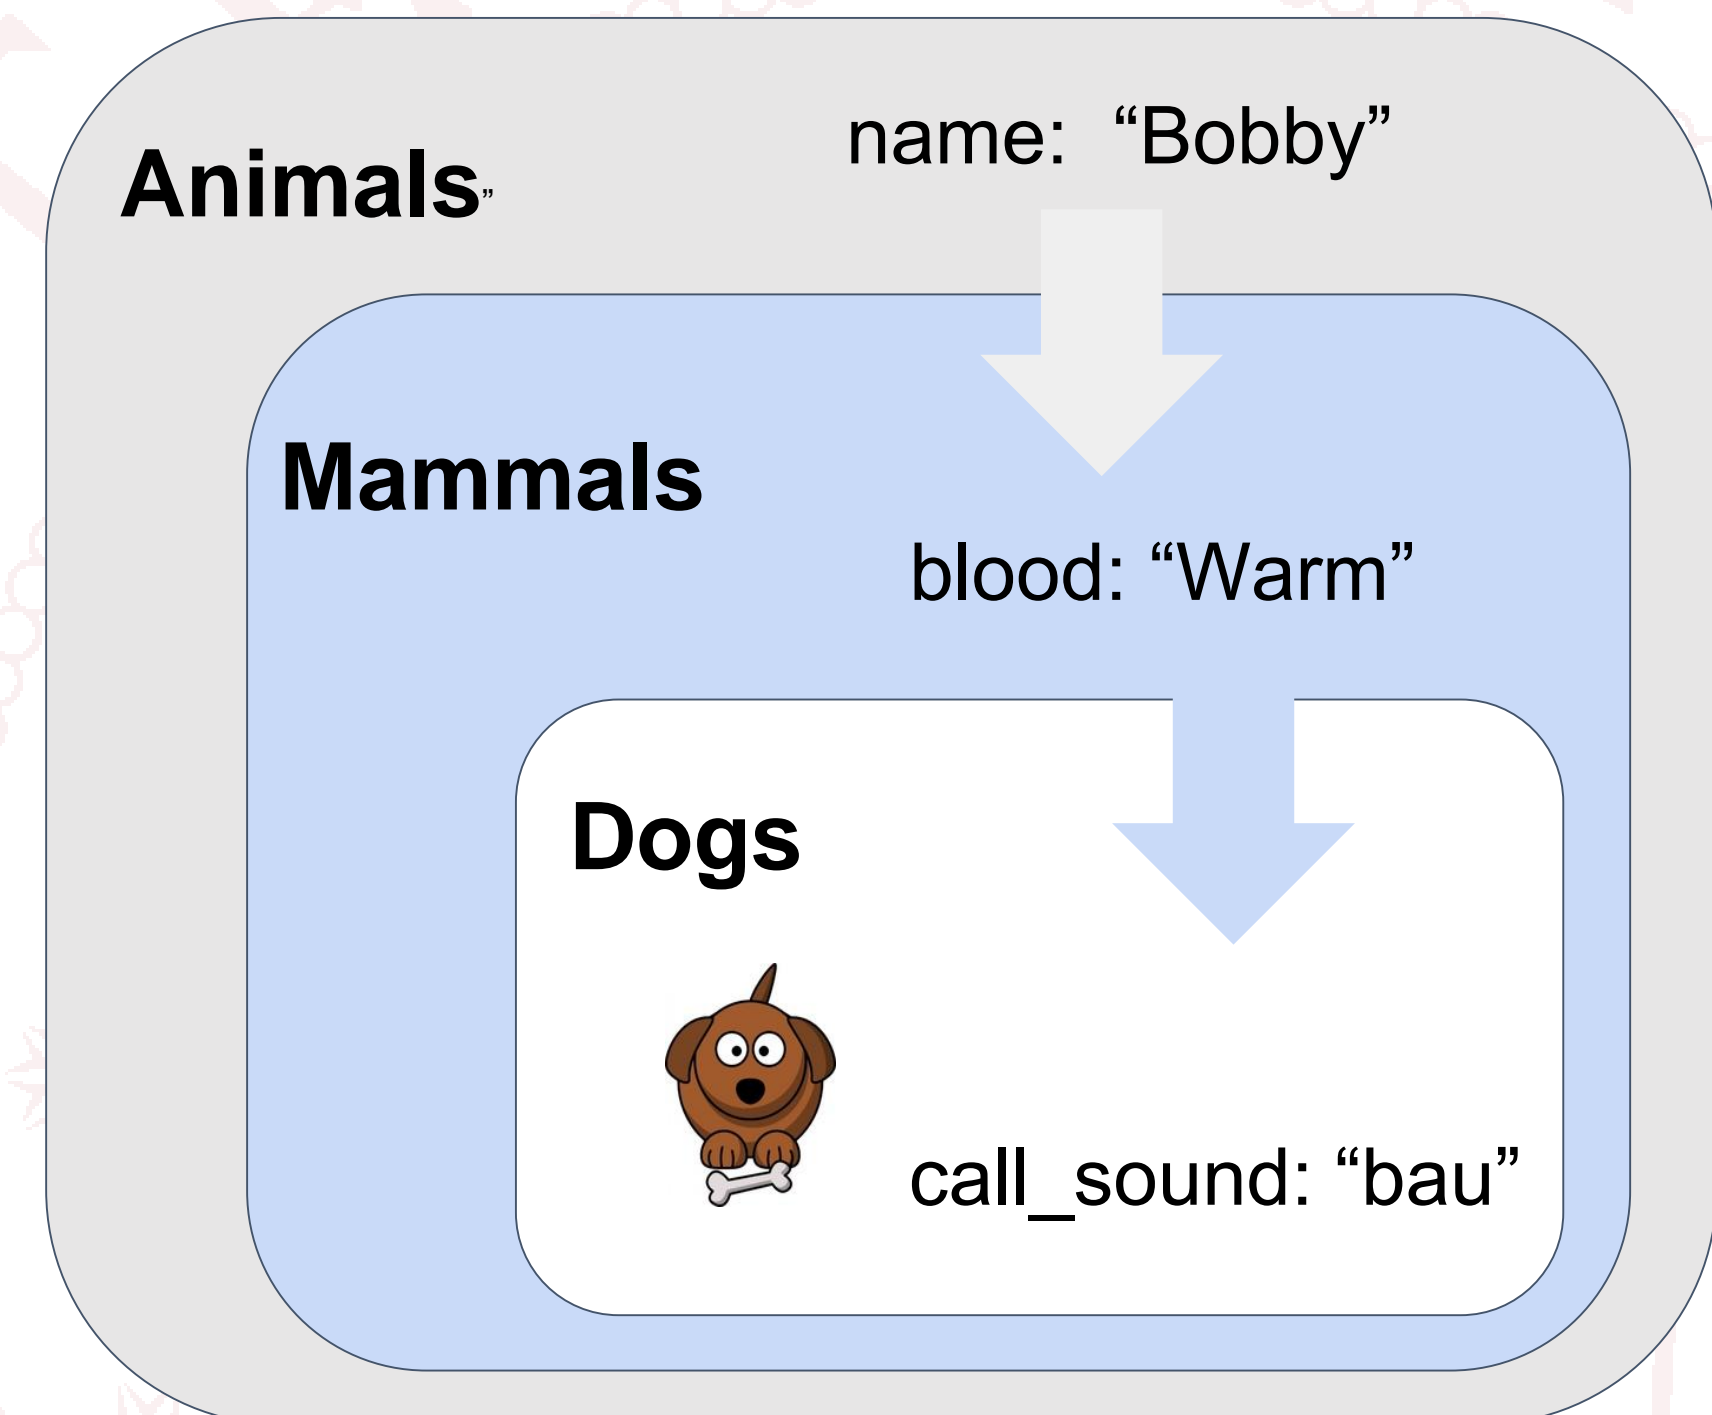 name:  “Bobby”
Animals”
Mammals
blood: “Warm”
Dogs
call_sound: “bau”